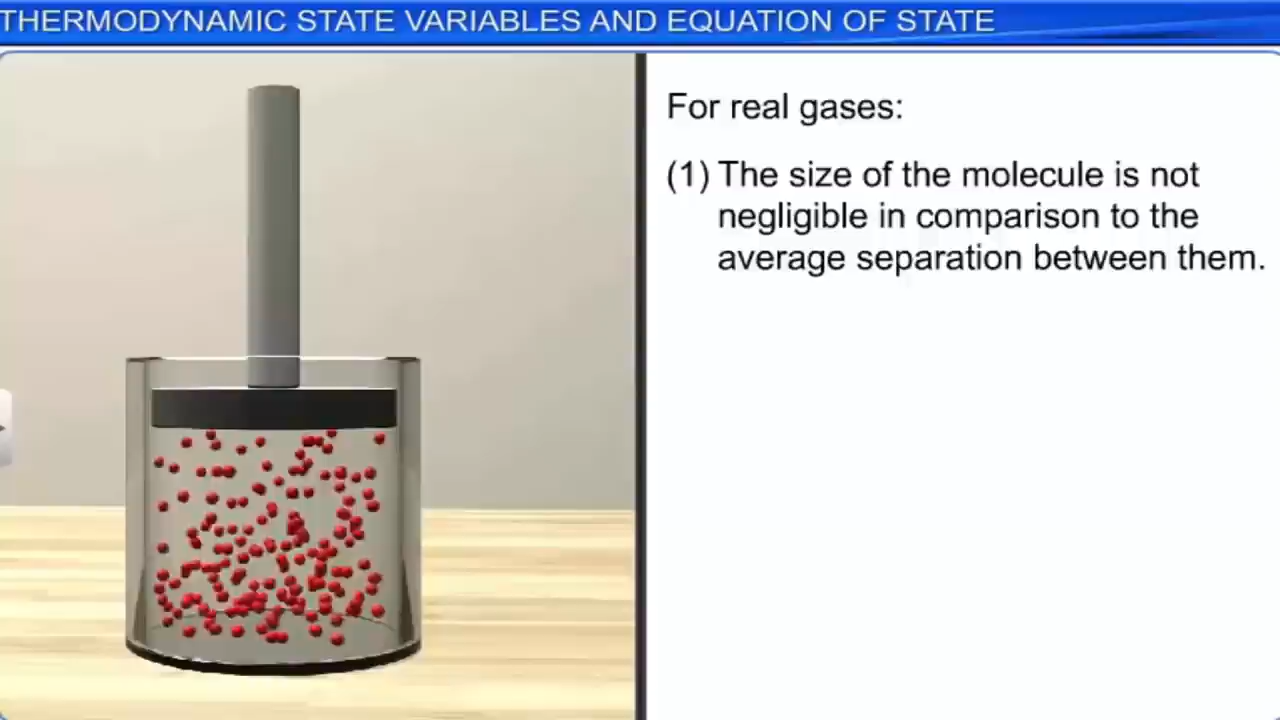 THERMODYNAMIC STATE VARIABLES AND EQUATION OF STATE
For real gases:
(1) The size of the molecule is not
negligible in comparison to the
average separation between them.